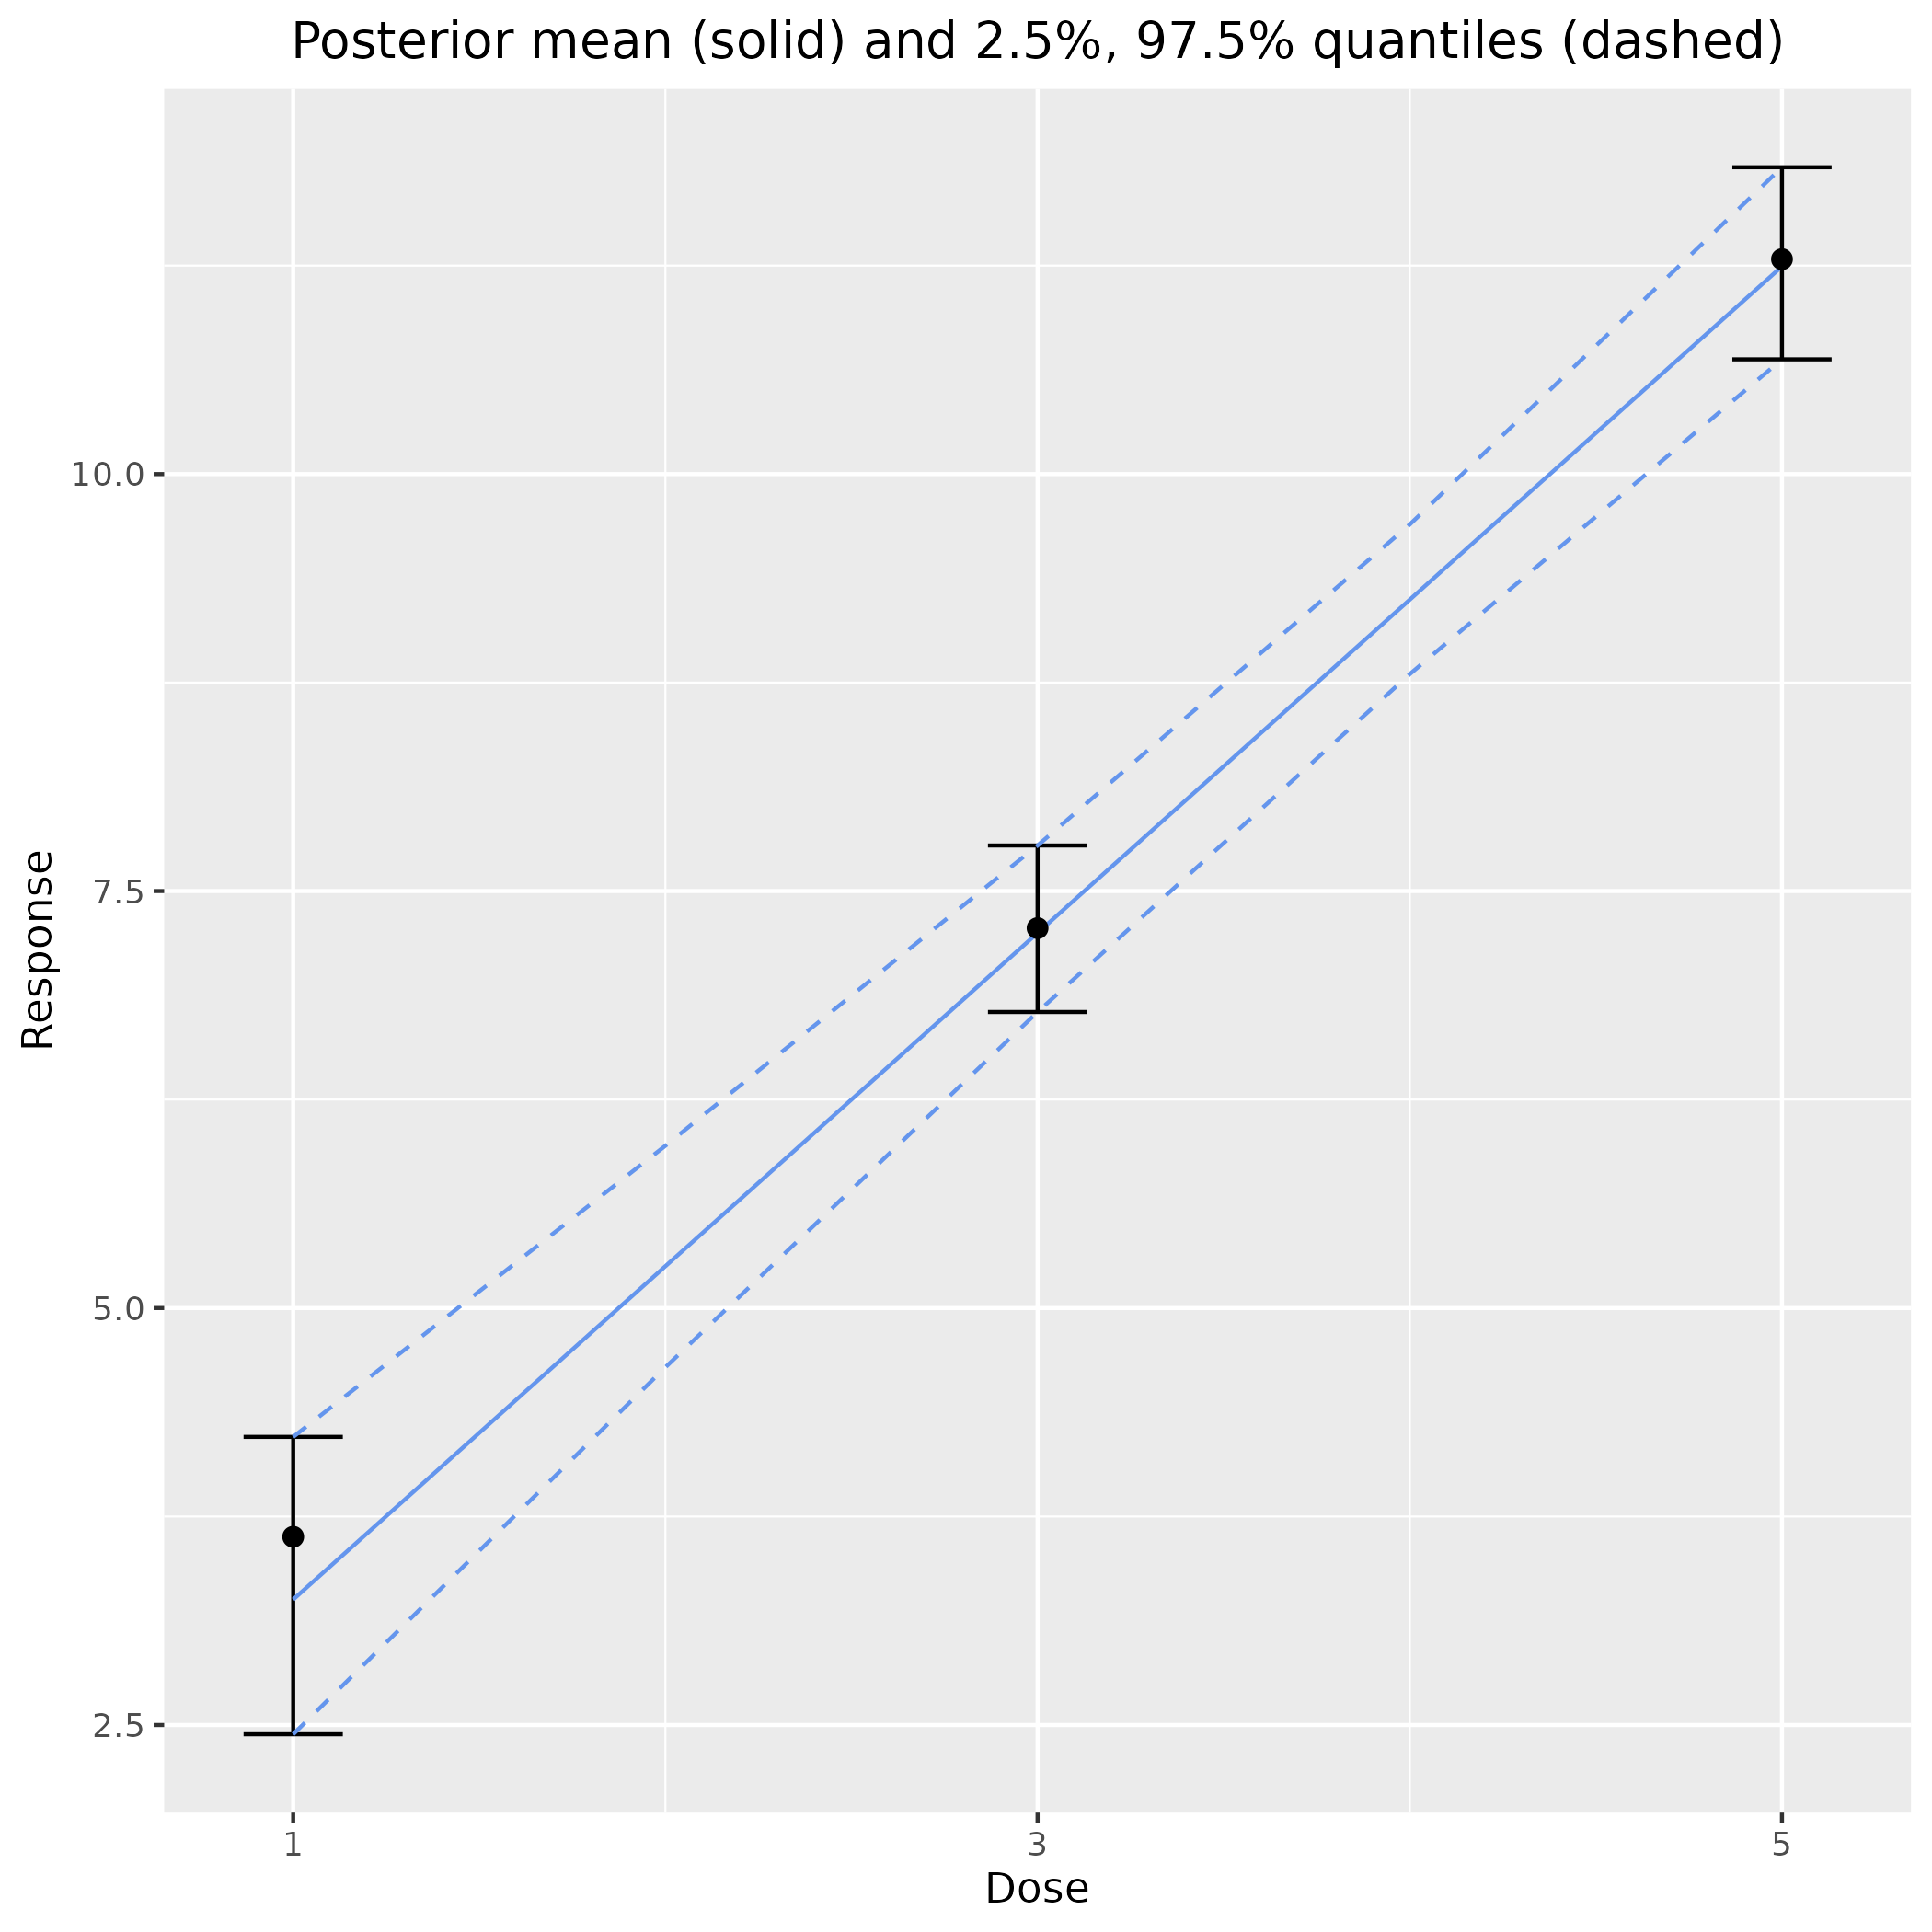 Posterior mean (solid) and 2.5%, 97.5% quantiles (dashed)
Response
10.0
7.5
5.0
2.5
1 3 5
Dose